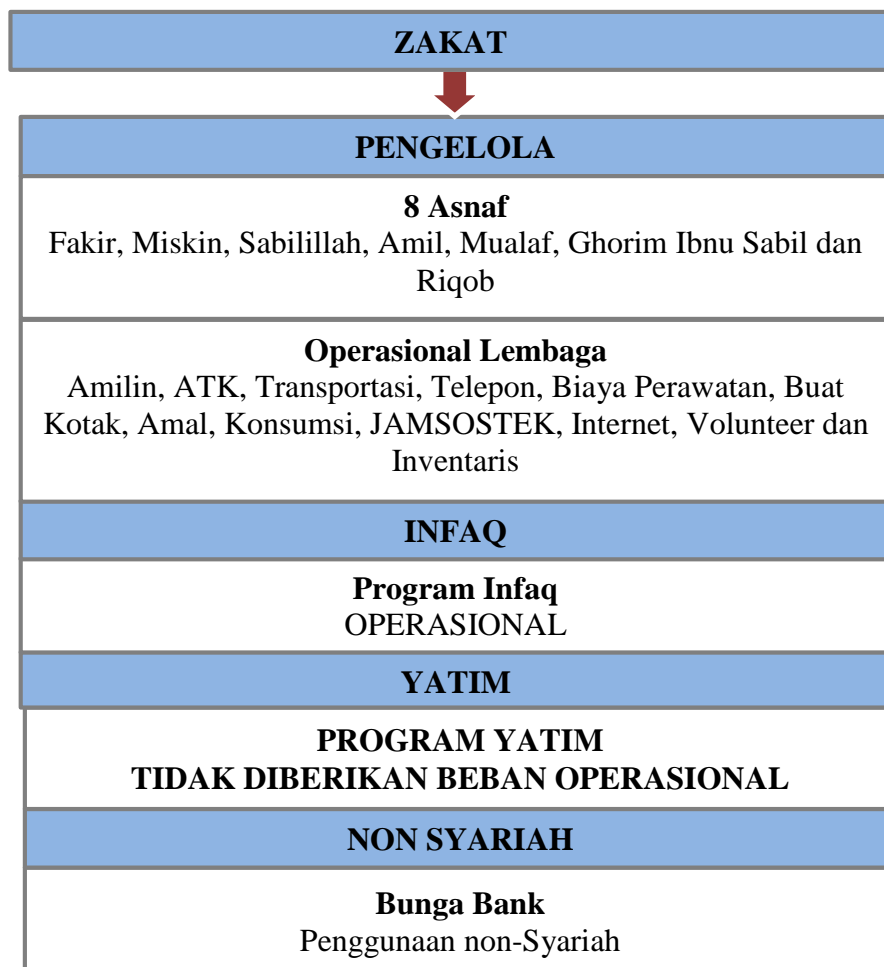 ZAKAT
PENGELOLA
8 Asnaf
Fakir, Miskin, Sabilillah, Amil, Mualaf, Ghorim Ibnu Sabil dan
Riqob
Operasional Lembaga
Amilin, ATK, Transportasi, Telepon, Biaya Perawatan, Buat
Kotak, Amal, Konsumsi, JAMSOSTEK, Internet, Volunteer dan
Inventaris
INFAQ
Program Infaq
OPERASIONAL
YATIM
PROGRAM YATIM
TIDAK DIBERIKAN BEBAN OPERASIONAL
NON SYARIAH
Bunga Bank
Penggunaan non-Syariah